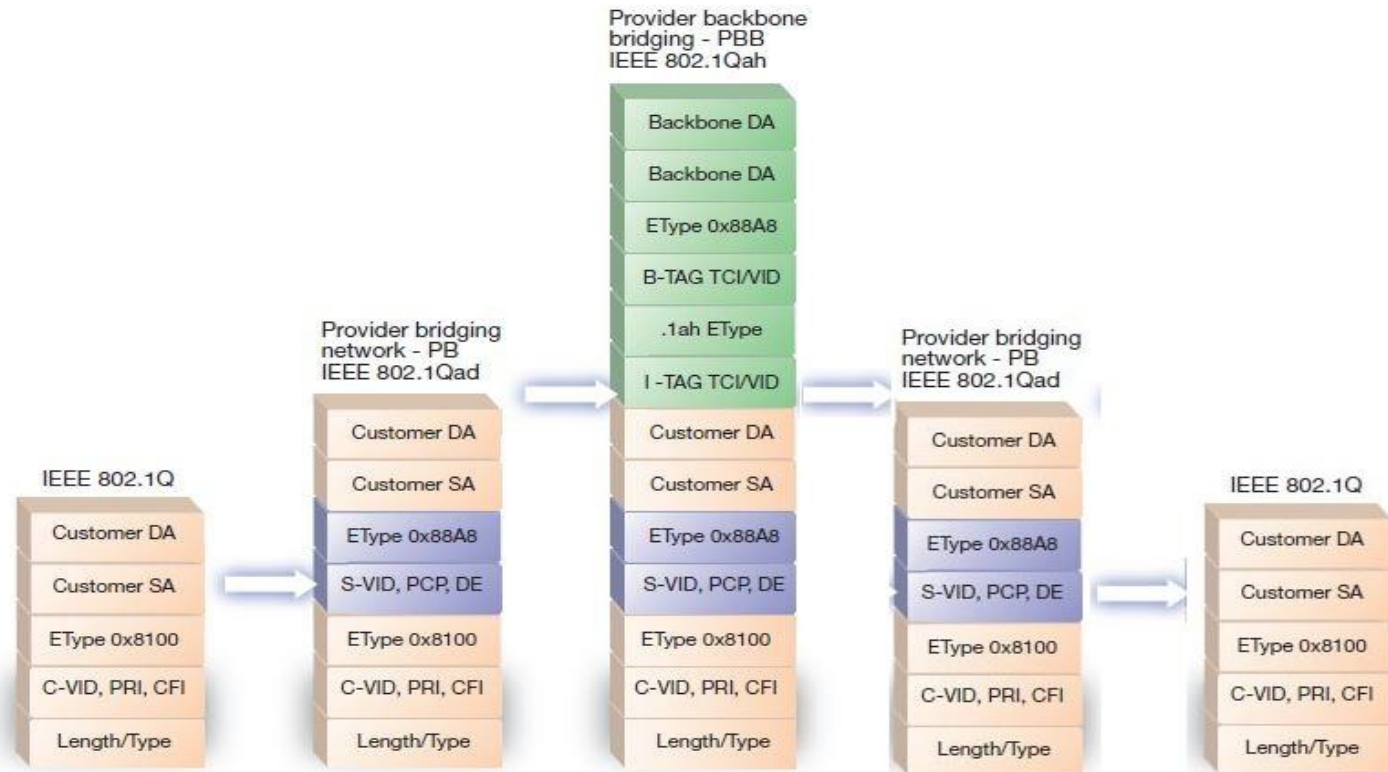 Provider backbone
bridging - PBB
IEEE 802.1Qah
Backbone DA
Backbone DA
EType 0x88A8
B-TAG TCI/VID
.1ah EType
I -TAG TCI/VID
Customer DA
Customer SA
EType 0x88A8
S-VID, PCP, DE
EType 0x8100
C-VID, PRI, CFI
Length/Type
Provider bridging
network - PB
IEEE 802.1Qad
Customer DA
Customer SA
EType 0x88A8
S-VID, PCP, DE
EType 0x8100
C-VID, PRI, CFI
Length/Type
Provider bridging
network - PB
IEEE 802.1Qad
Customer DA
Customer SA
EType 0x88A8
S-VID, PCP, DE
EType 0x8100
C-VID, PRI, CFI
Length/Type
IEEE 802.1Q
Customer DA
Customer SA
EType 0x8100
C-VID, PRI, CFI
Length/Type
IEEE 802.1Q
Customer DA
Customer SA
EType 0x8100
C-VID, PRI, CFI
Length/Type